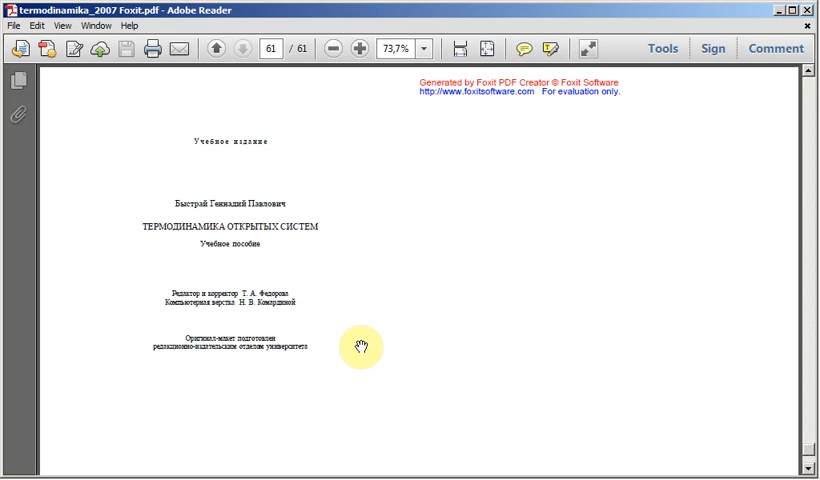 termodinamika_2007 Foxit.pdf - Adobe Reader
File Edit View Window Help
61 / 61 73,7% Tools Sign Comment
Generated by Foxit PDF Creator © Foxit Software
http://www.foxitsoftware.com For evaluation only.
Учебное издание
Быстрай Геннадий Павлович
ТЕРМОДИНАМИКА ОТКРЫТЫХ СИСТЕМ
Учебное пособие
Редактор и корректор Т. А. Федорова
Компьютерная верстка Н. В. Комардиной
Оригинал-макет подготовлен
редакционно-издательским отделом университета